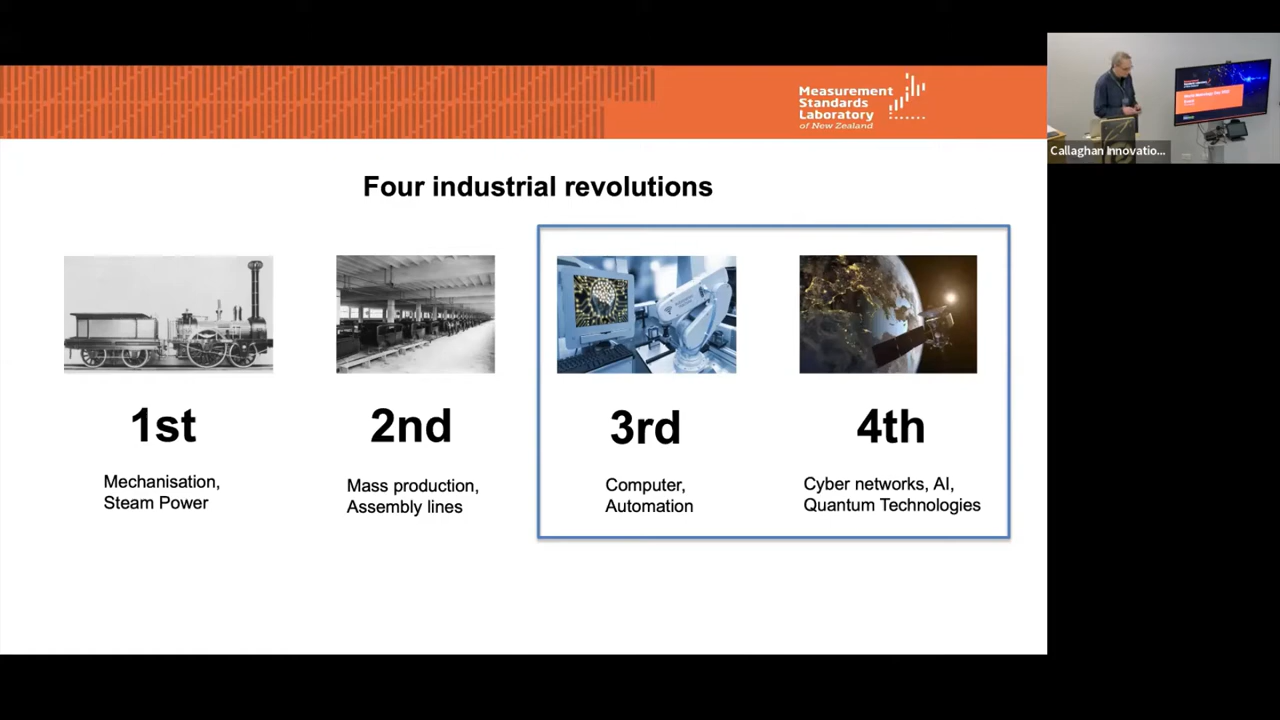 Measurement
Standards
Laboratory
of New Zealand
Callaghan Innovatio...
Four industrial revolutions
1st
2nd
3rd
4th
Mechanisation,
Steam Power
Mass production,
Assembly lines
Computer,
Automation
Cyber networks, AI,
Quantum Technologies